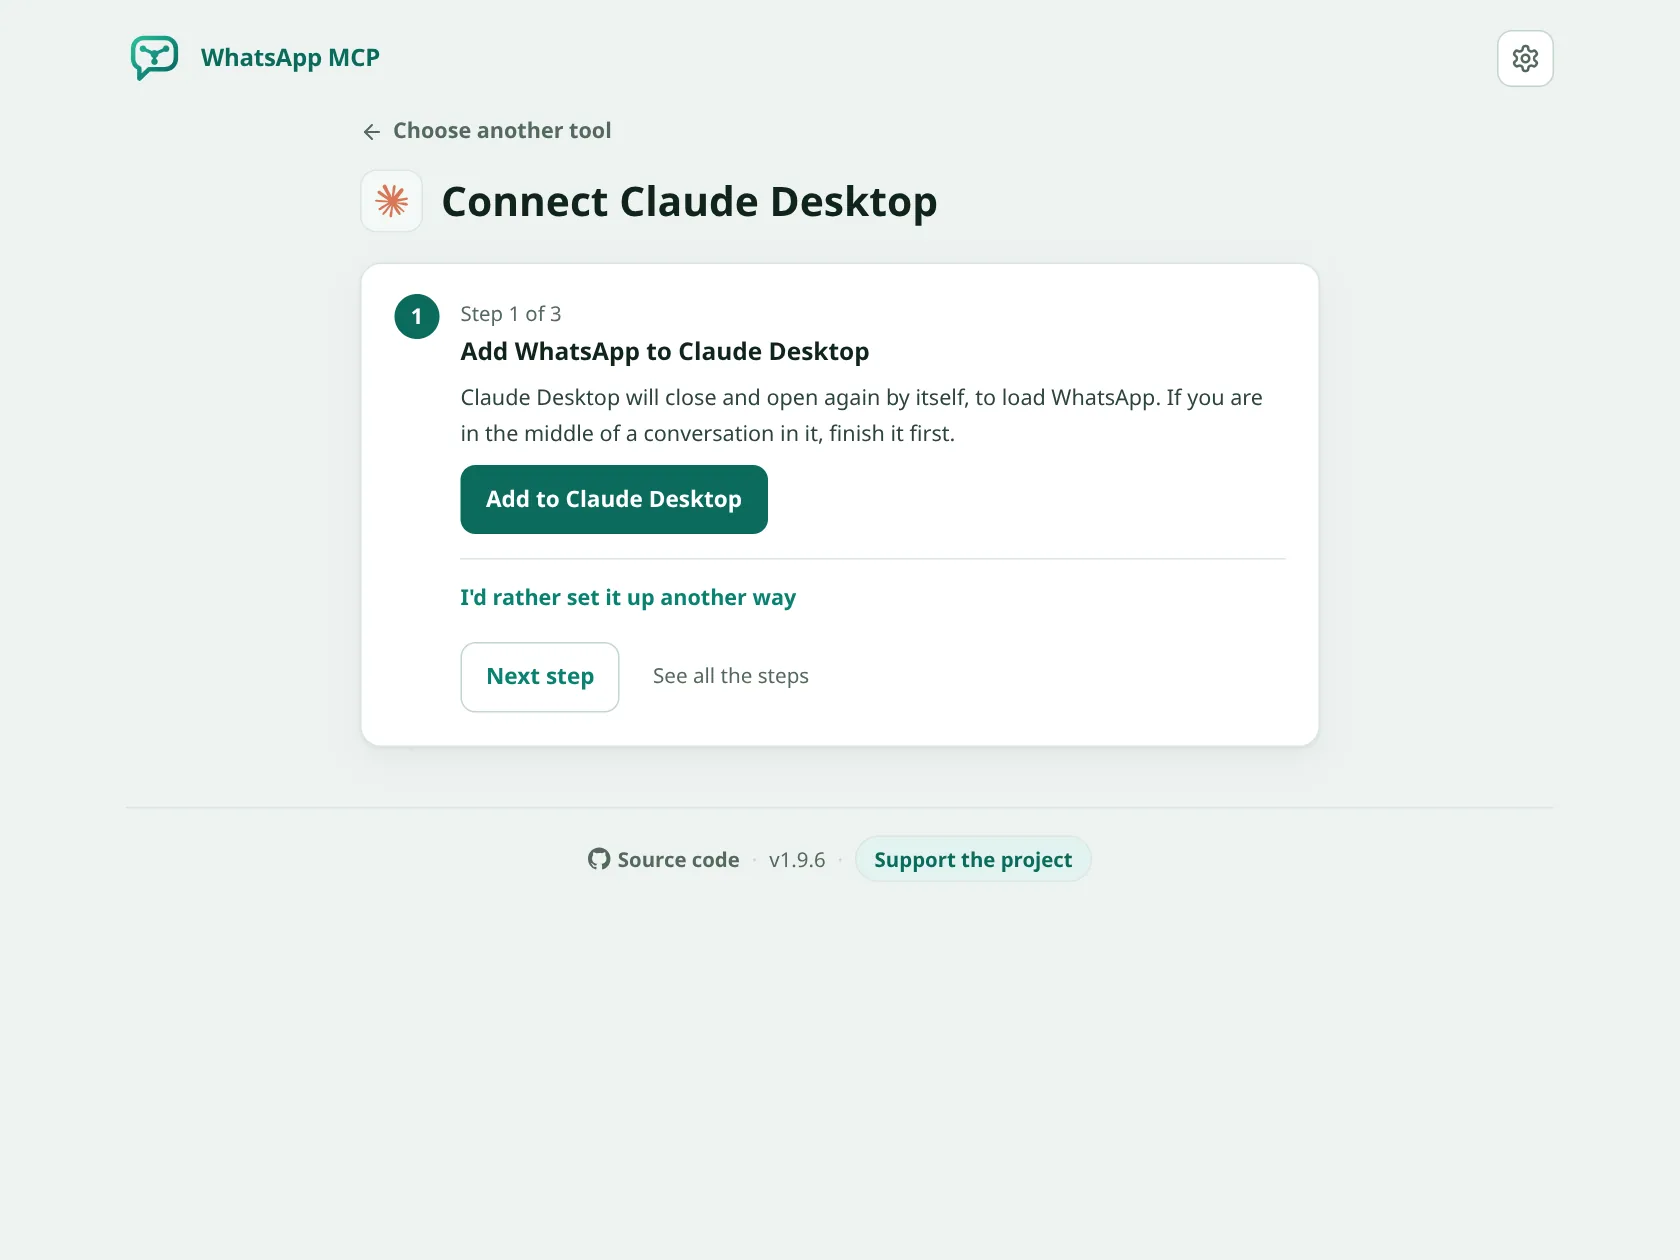 WhatsApp MCP
Choose another tool
Connect Claude Desktop
1
Step 1 of 3
Add WhatsApp to Claude Desktop
Claude Desktop will close and open again by itself, to load WhatsApp. If you are
in the middle of a conversation in it, finish it first.
Add to Claude Desktop
I'd rather set it up another way
Next step
See all the steps
Source code · v1.9.6 · Support the project